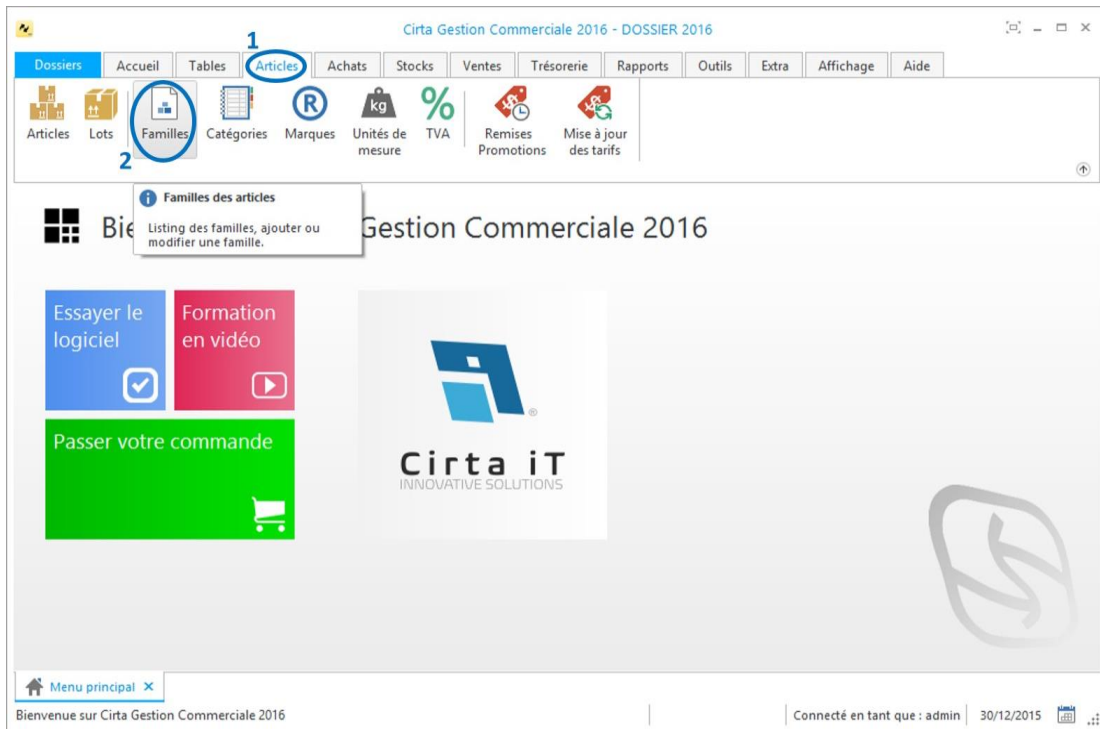 Cirta Gestion Commerciale 2016 - DOSSIER 2016
1
Dossiers Accueil Tables Articles Achats Stocks Ventes Trésorerie Rapports Outils Extra Affichage Aide
Articles Lots Familles Catégories Marques Unités de mesure TVA Remises Promotions Mise à jour des tarifs
R kg %
2
Familles des articles
Listing des familles, ajouter ou
modifier une famille.
Bie Gestion Commerciale 2016
Essayer le
logiciel
Formation
en vidéo
Passer votre commande
Cirta iT
INNOVATIVE SOLUTIONS
Menu principal
Bienvenue sur Cirta Gestion Commerciale 2016 Connecté en tant que : admin 30/12/2015